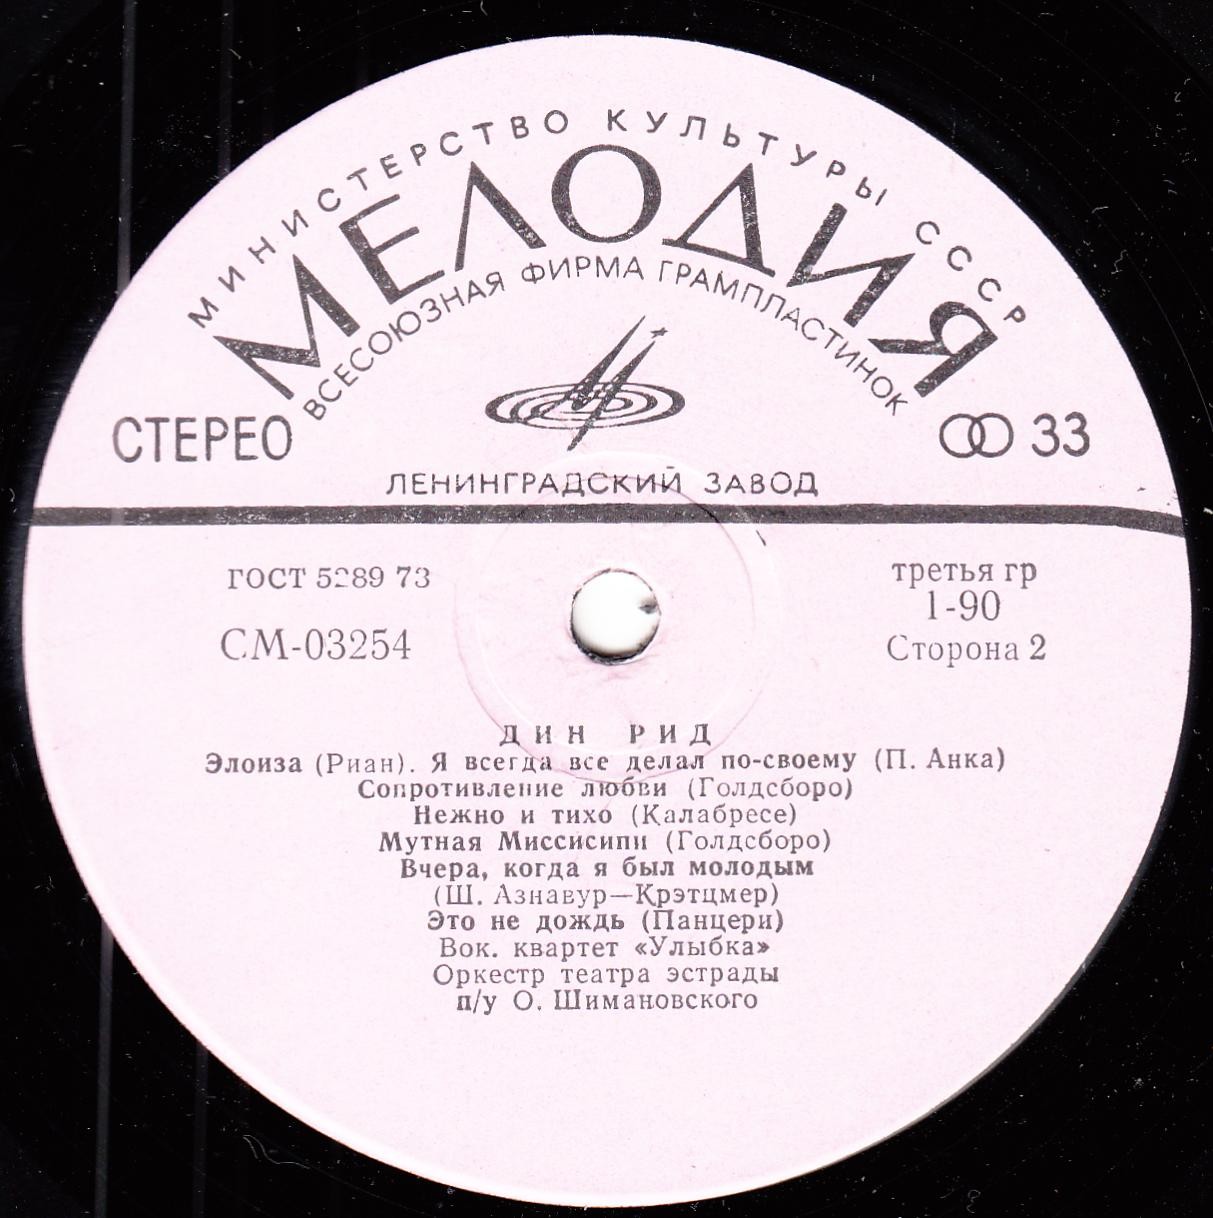 МИНИСТЕРСТВО КУЛЬТУРЫ СССР
МЕЛОДИЯ
ВСЕСОЮЗНАЯ ФИРМА ГРАМПЛАСТИНОК
СТЕРЕО
33
ЛЕНИНГРАДСКИЙ ЗАВОД
ГОСТ 5289 73
третья гр
1-90
СМ-03254
Сторона 2
ДИН РИД
Элоиза (Риан). Я всегда все делал по-своему (П. Анка)
Сопротивление любви (Голдсборо)
Нежно и тихо (Калабресе)
Мутная Миссисипи (Голдсборо)
Вчера, когда я был молодым
(Ш. Азнавур—Крэтцмер)
Это не дождь (Панцери)
Вок. квартет «Улыбка»
Оркестр театра эстрады
п/у О. Шимановского